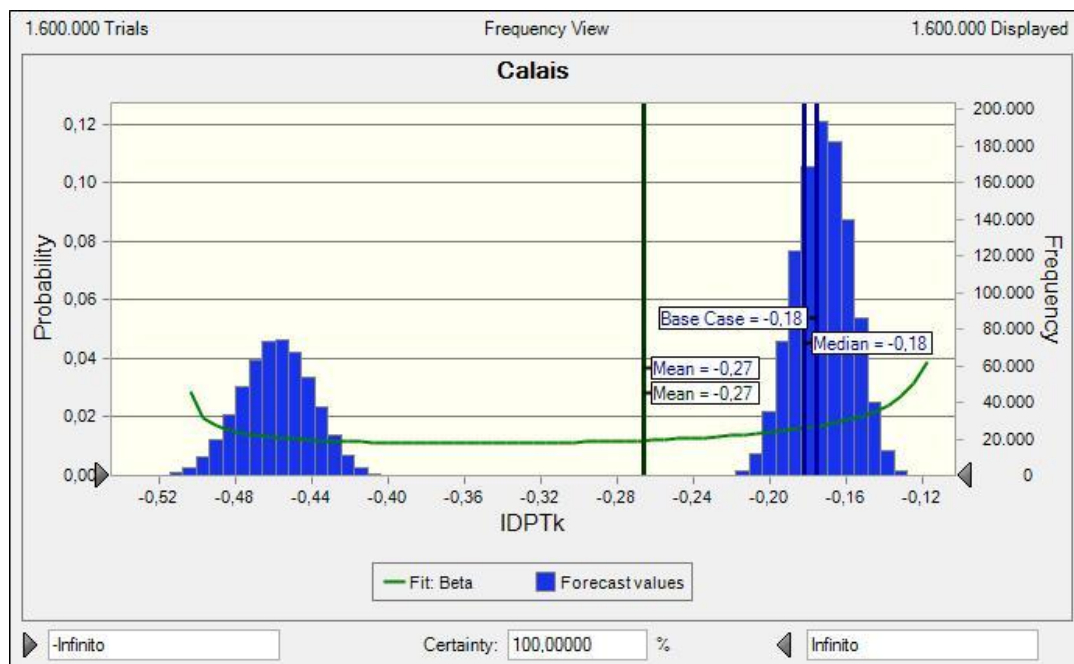 1.600.000 Trials Frequency View 1.600.000 Displayed
Calais
Probability
0,12
0,10
0,08
0,06
0,04
0,02
0,00
200.000
180.000
160.000
140.000
120.000
100.000
80.000
60.000
40.000
20.000
0
Frequency
Base Case = -0,18
Median = -0,18
Mean = -0,27
Mean = -0,27
-0,52 -0,48 -0,44 -0,40 -0,36 -0,32 -0,28 -0,24 -0,20 -0,16 -0,12
IDPTk
Fit: Beta Forecast values
-Infinito Certainty: 100,00000 % Infinito